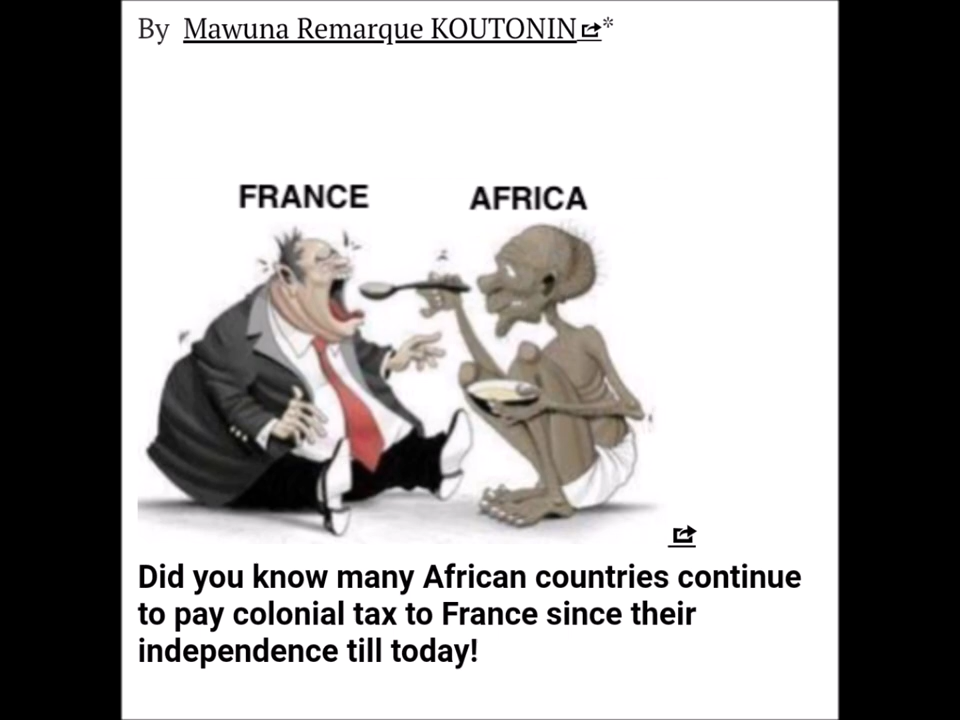 By Mawuna Remarque KOUTONIN*
FRANCE AFRICA
Did you know many African countries continue
to pay colonial tax to France since their
independence till today!